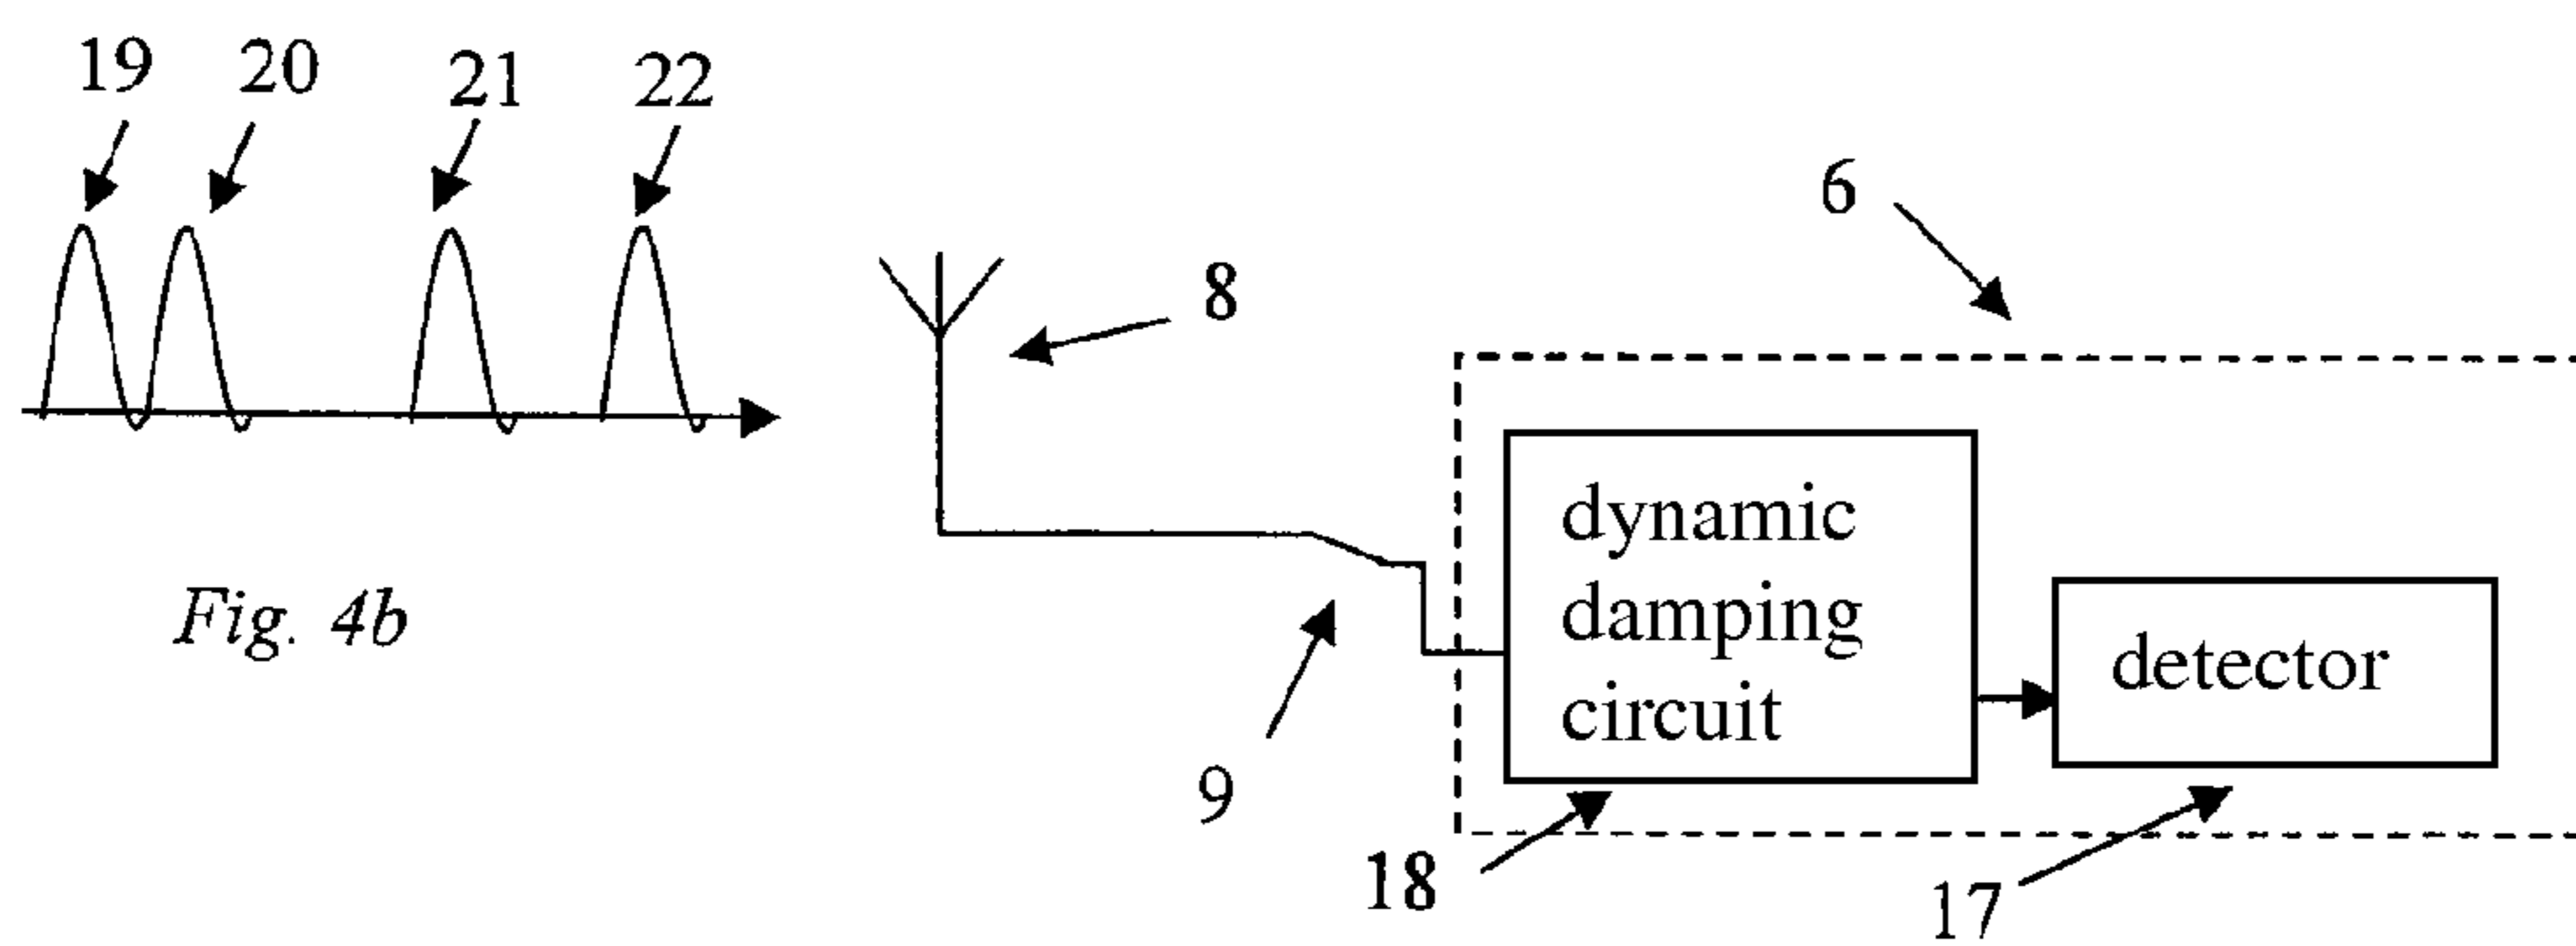 19
20
21
22
Fig. 4b
8
9
6
dynamic
damping
circuit
detector
18
17